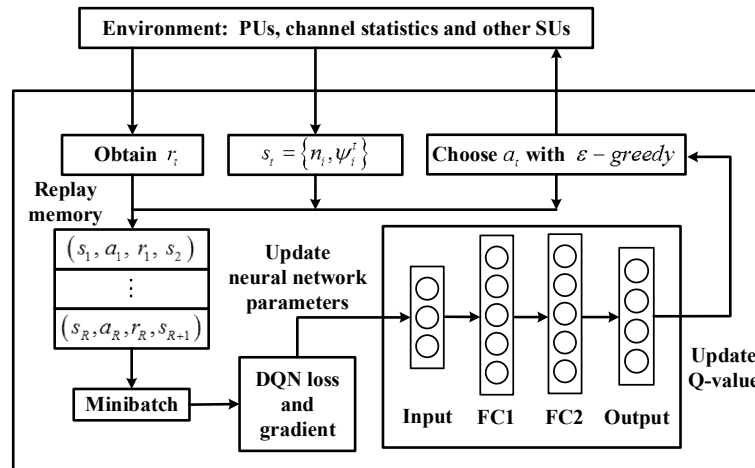 Environment: PUs, channel statistics and other SUs
Obtain r_t
s_t = {n_i, ψ_i^t}
Choose a_t with ε − greedy
Replay
memory
(s_1, a_1, r_1, s_2)
⋮
(s_R, a_R, r_R, s_{R+1})
Minibatch
DQN loss
and
gradient
Update
neural network
parameters
Input
FC1
FC2
Output
Update
Q-value